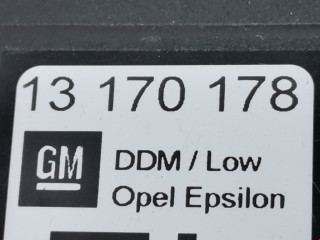 13 170 178
GM
DDM / Low
Opel Epsilon